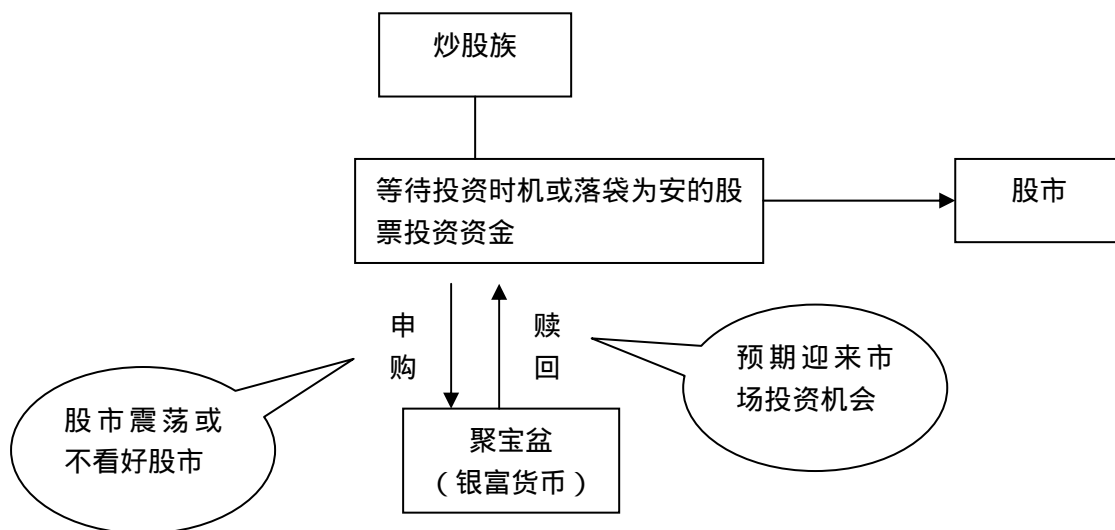 炒股族
等待投资时机或落袋为安的股
票投资资金
股市
申
购
赎
回
预期迎来市
场投资机会
股市震荡或
不看好股市
聚宝盆
（银富货币）